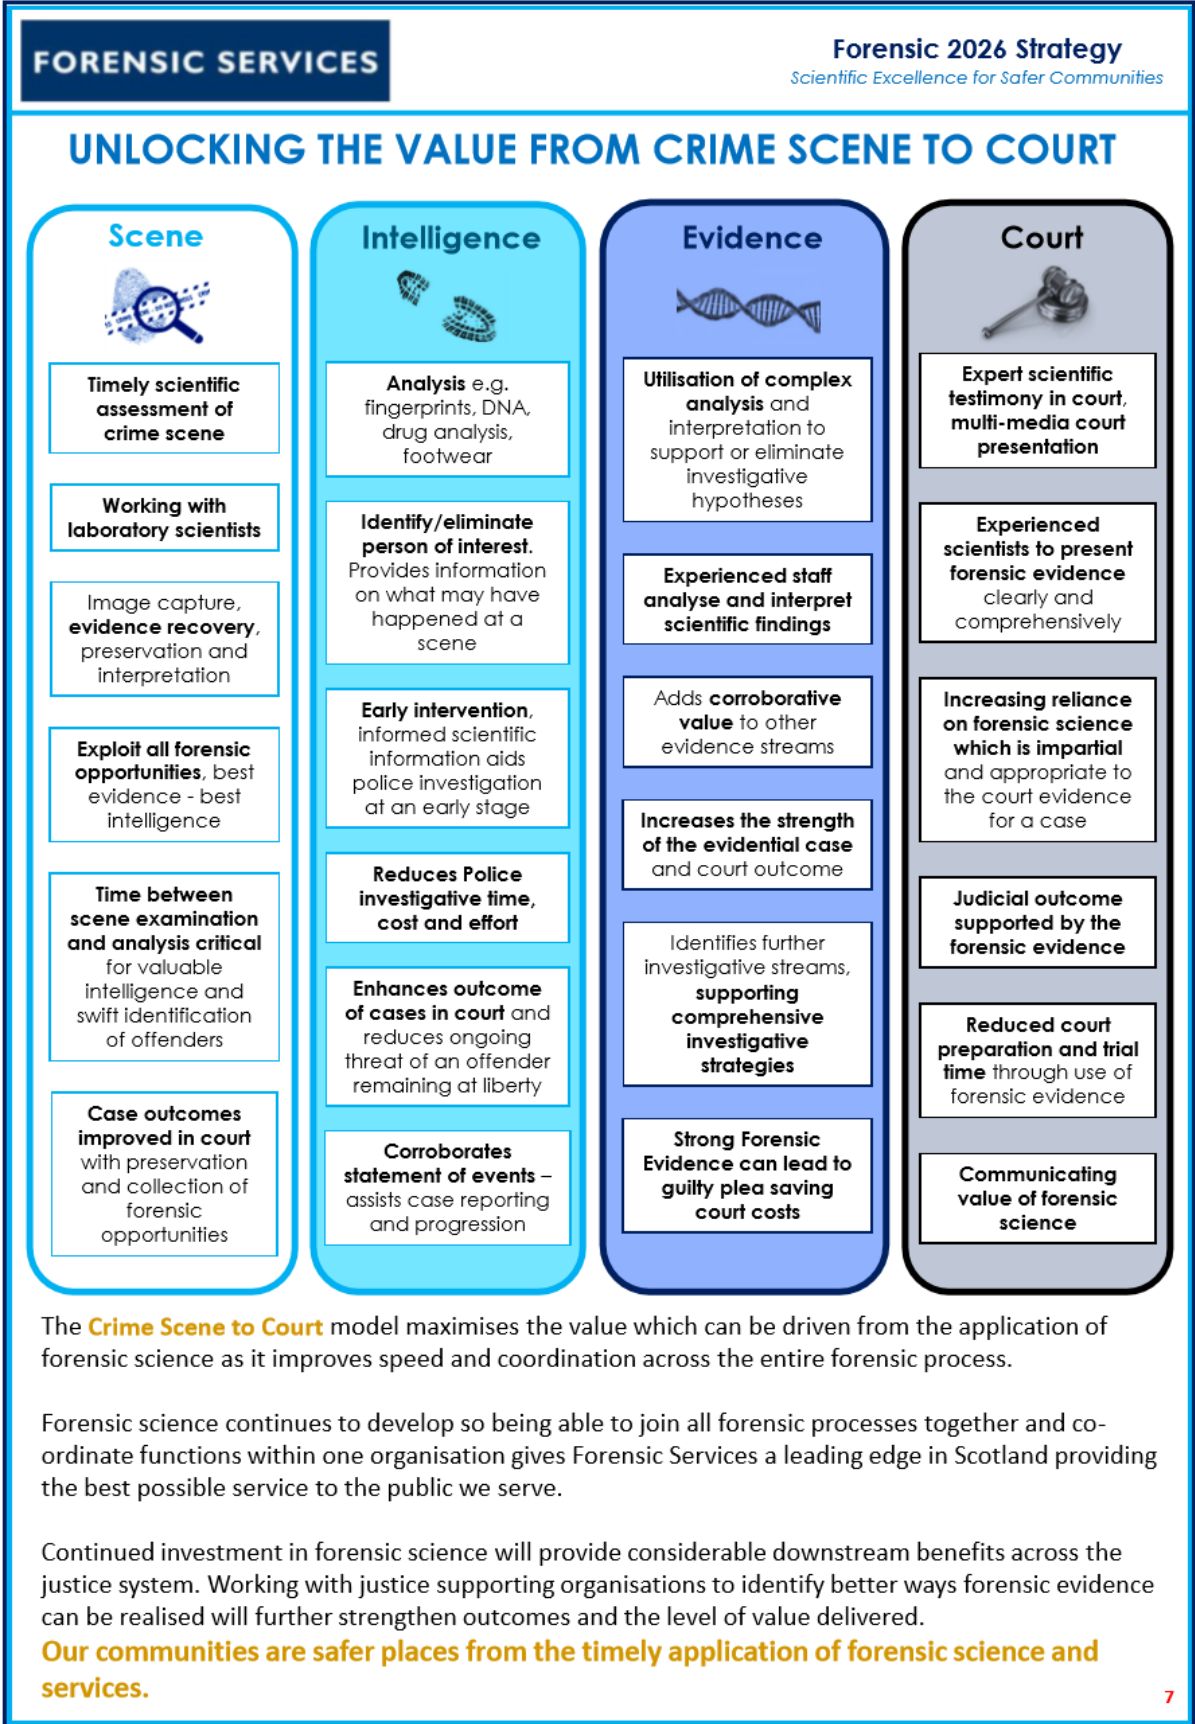 FORENSIC SERVICES
Forensic 2026 Strategy
Scientific Excellence for Safer Communities
UNLOCKING THE VALUE FROM CRIME SCENE TO COURT
Scene
Timely scientific
assessment of
crime scene
Working with
laboratory scientists
Image capture,
evidence recovery,
preservation and
interpretation
Exploit all forensic
opportunities, best
evidence - best
intelligence
Time between
scene examination
and analysis critical
for valuable
intelligence and
swift identification
of offenders
Case outcomes
improved in court
with preservation
and collection of
forensic
opportunities
Intelligence
Analysis e.g.
fingerprints, DNA,
drug analysis,
footwear
Identify/eliminate
person of interest.
Provides information
on what may have
happened at a
scene
Early intervention,
informed scientific
information aids
police investigation
at an early stage
Reduces Police
investigative time,
cost and effort
Enhances outcome
of cases in court and
reduces ongoing
threat of an offender
remaining at liberty
Corroborates
statement of events –
assists case reporting
and progression
Evidence
Utilisation of complex
analysis and
interpretation to
support or eliminate
investigative
hypotheses
Experienced staff
analyse and interpret
scientific findings
Adds corroborative
value to other
evidence streams
Increases the strength
of the evidential case
and court outcome
Identifies further
investigative streams,
supporting
comprehensive
investigative
strategies
Strong Forensic
Evidence can lead to
guilty plea saving
court costs
Court
Expert scientific
testimony in court,
multi-media court
presentation
Experienced
scientists to present
forensic evidence
clearly and
comprehensively
Increasing reliance
on forensic science
which is impartial
and appropriate to
the court evidence
for a case
Judicial outcome
supported by the
forensic evidence
Reduced court
preparation and trial
time through use of
forensic evidence
Communicating
value of forensic
science
The Crime Scene to Court model maximises the value which can be driven from the application of
forensic science as it improves speed and coordination across the entire forensic process.
Forensic science continues to develop so being able to join all forensic processes together and co-
ordinate functions within one organisation gives Forensic Services a leading edge in Scotland providing
the best possible service to the public we serve.
Continued investment in forensic science will provide considerable downstream benefits across the
justice system. Working with justice supporting organisations to identify better ways forensic evidence
can be realised will further strengthen outcomes and the level of value delivered.
Our communities are safer places from the timely application of forensic science and
services.
7